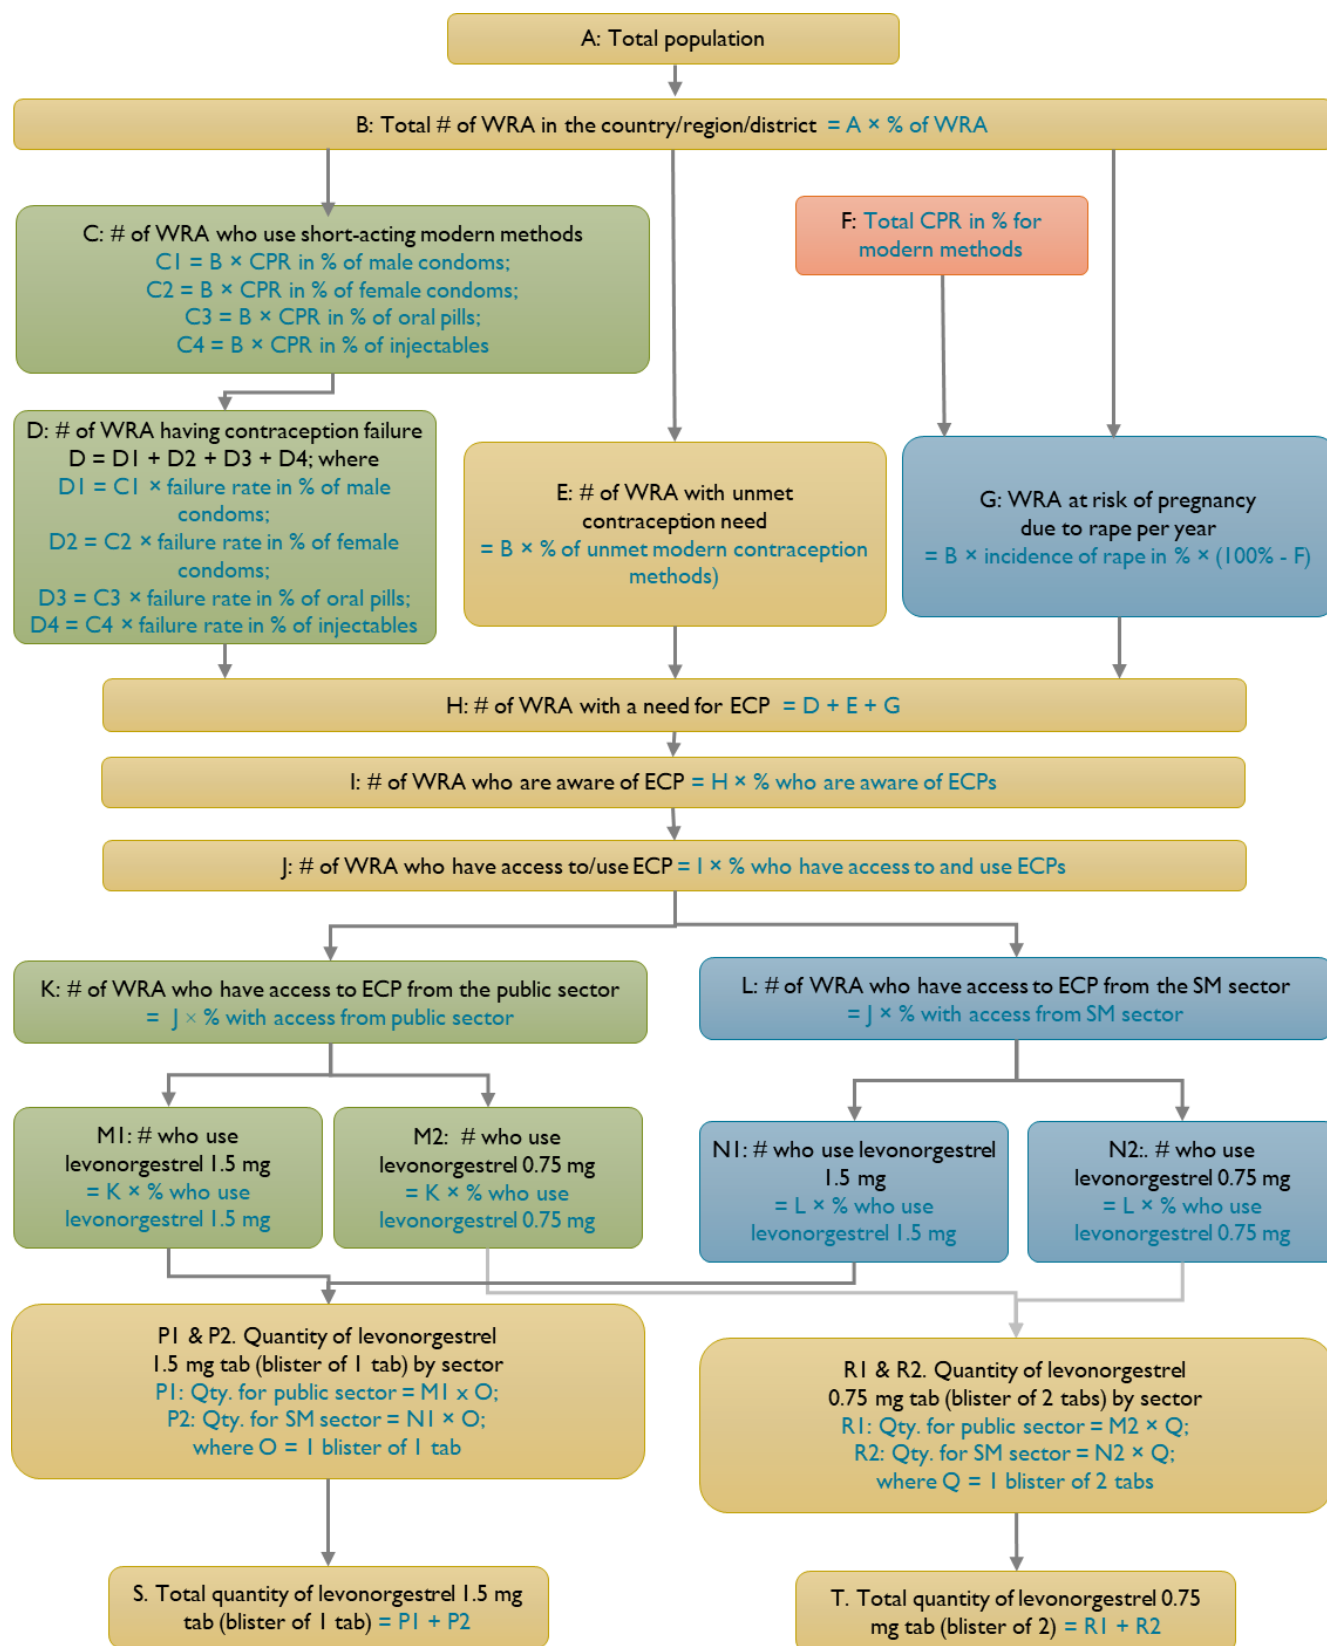 A: Total population
B: Total # of WRA in the country/region/district = A × % of WRA
C: # of WRA who use short-acting modern methods
C1 = B × CPR in % of male condoms;
C2 = B × CPR in % of female condoms;
C3 = B × CPR in % of oral pills;
C4 = B × CPR in % of injectables
F: Total CPR in % for
modern methods
D: # of WRA having contraception failure
D = D1 + D2 + D3 + D4; where
D1 = C1 × failure rate in % of male
condoms;
D2 = C2 × failure rate in % of female
condoms;
D3 = C3 × failure rate in % of oral pills;
D4 = C4 × failure rate in % of injectables
E: # of WRA with unmet
contraception need
= B × % of unmet modern contraception
methods)
G: WRA at risk of pregnancy
due to rape per year
= B × incidence of rape in % × (100% - F)
H: # of WRA with a need for ECP = D + E + G
I: # of WRA who are aware of ECP = H × % who are aware of ECPs
J: # of WRA who have access to/use ECP = I × % who have access to and use ECPs
K: # of WRA who have access to ECP from the public sector
= J × % with access from public sector
L: # of WRA who have access to ECP from the SM sector
= J × % with access from SM sector
M1: # who use
levonorgestrel 1.5 mg
= K × % who use
levonorgestrel 1.5 mg
M2: # who use
levonorgestrel 0.75 mg
= K × % who use
levonorgestrel 0.75 mg
N1: # who use levonorgestrel
1.5 mg
= L × % who use
levonorgestrel 1.5 mg
N2:. # who use
levonorgestrel 0.75 mg
= L × % who use
levonorgestrel 0.75 mg
P1 & P2. Quantity of levonorgestrel
1.5 mg tab (blister of 1 tab) by sector
P1: Qty. for public sector = M1 x O;
P2: Qty. for SM sector = N1 × O;
where O = 1 blister of 1 tab
R1 & R2. Quantity of levonorgestrel
0.75 mg tab (blister of 2 tabs) by sector
R1: Qty. for public sector = M2 × Q;
R2: Qty. for SM sector = N2 × Q;
where Q = 1 blister of 2 tabs
S. Total quantity of levonorgestrel 1.5 mg
tab (blister of 1 tab) = P1 + P2
T. Total quantity of levonorgestrel 0.75
mg tab (blister of 2) = R1 + R2